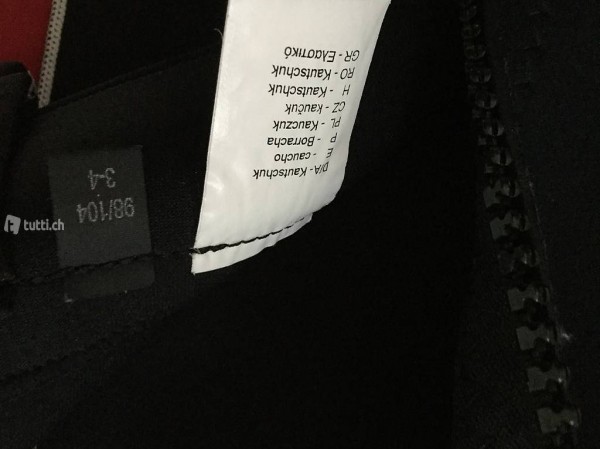 D/A - Kautschuk
E - caucho
P - Borracha
PL - Kauczuk
CZ - kaučuk
H - Kautschuk
RO - Kautschuk
GR - Ελαστικό
98/104
3-4
tutti.ch